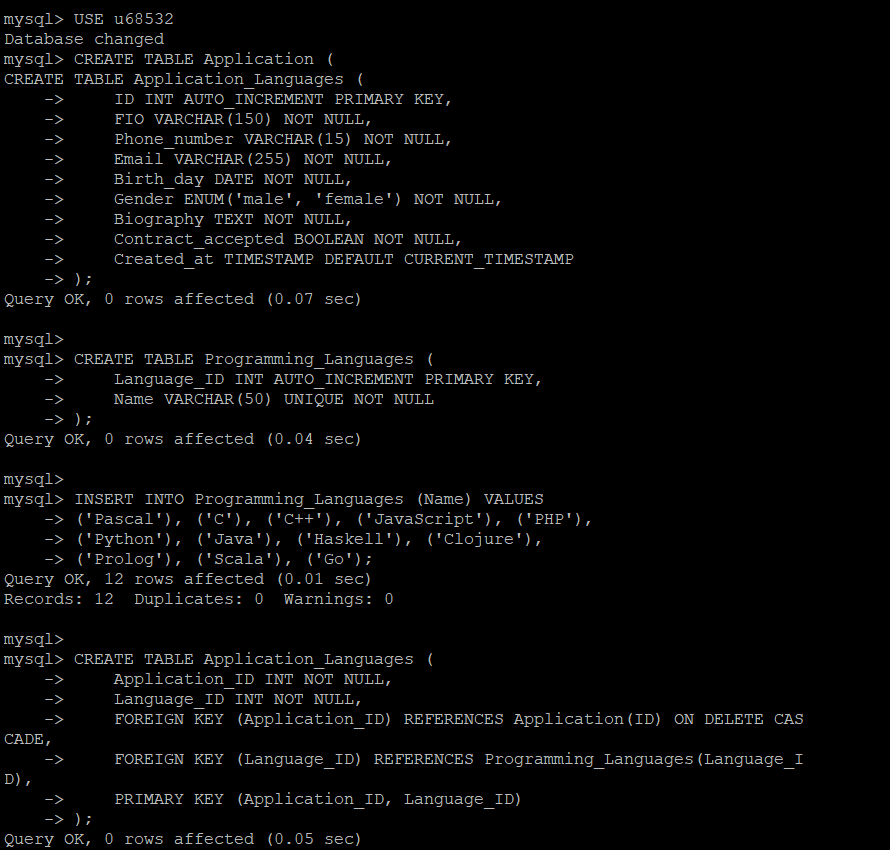 mysql> USE u68532
Database changed
mysql> CREATE TABLE Application (
CREATE TABLE Application_Languages (
    ->     ID INT AUTO_INCREMENT PRIMARY KEY,
    ->     FIO VARCHAR(150) NOT NULL,
    ->     Phone_number VARCHAR(15) NOT NULL,
    ->     Email VARCHAR(255) NOT NULL,
    ->     Birth_day DATE NOT NULL,
    ->     Gender ENUM('male', 'female') NOT NULL,
    ->     Biography TEXT NOT NULL,
    ->     Contract_accepted BOOLEAN NOT NULL,
    ->     Created_at TIMESTAMP DEFAULT CURRENT_TIMESTAMP
    -> );
Query OK, 0 rows affected (0.07 sec)

mysql>
mysql> CREATE TABLE Programming_Languages (
    ->     Language_ID INT AUTO_INCREMENT PRIMARY KEY,
    ->     Name VARCHAR(50) UNIQUE NOT NULL
    -> );
Query OK, 0 rows affected (0.04 sec)

mysql>
mysql> INSERT INTO Programming_Languages (Name) VALUES
    -> ('Pascal'), ('C'), ('C++'), ('JavaScript'), ('PHP'),
    -> ('Python'), ('Java'), ('Haskell'), ('Clojure'),
    -> ('Prolog'), ('Scala'), ('Go');
Query OK, 12 rows affected (0.01 sec)
Records: 12  Duplicates: 0  Warnings: 0

mysql>
mysql> CREATE TABLE Application_Languages (
    ->     Application_ID INT NOT NULL,
    ->     Language_ID INT NOT NULL,
    ->     FOREIGN KEY (Application_ID) REFERENCES Application(ID) ON DELETE CAS
CADE,
    ->     FOREIGN KEY (Language_ID) REFERENCES Programming_Languages(Language_I
D),
    ->     PRIMARY KEY (Application_ID, Language_ID)
    -> );
Query OK, 0 rows affected (0.05 sec)